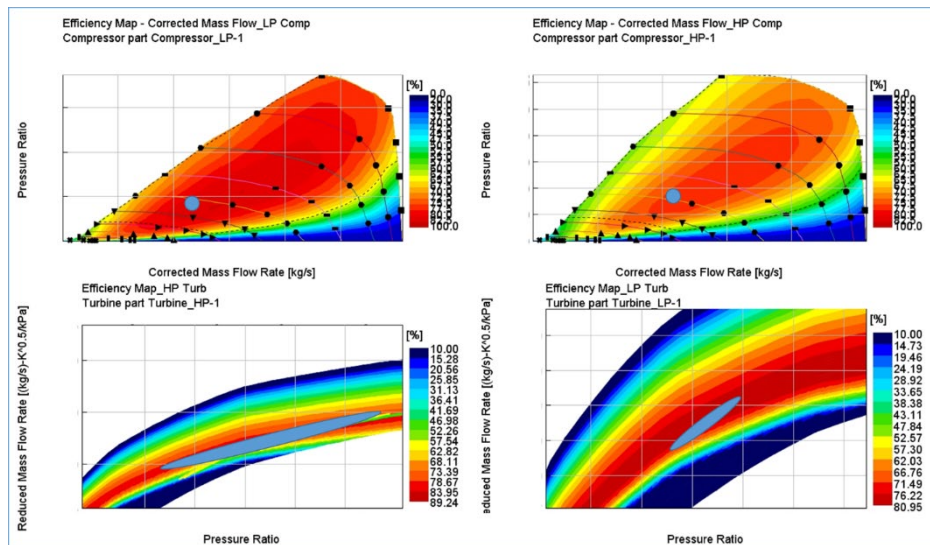 Efficiency Map - Corrected Mass Flow_LP Comp
Compressor part Compressor_LP-1
Efficiency Map - Corrected Mass Flow_HP Comp
Compressor part Compressor_HP-1
Pressure Ratio
[%]
Pressure Ratio
[%]
100.0
100.0
Corrected Mass Flow Rate [kg/s]
Corrected Mass Flow Rate [kg/s]
Efficiency Map_HP Turb
Turbine part Turbine_HP-1
Efficiency Map_LP Turb
Turbine part Turbine_LP-1
Reduced Mass Flow Rate [(kg/s)-K^0.5/kPa]
[%]
10.00
15.28
20.56
25.85
31.13
36.41
41.69
46.98
52.26
57.54
62.82
68.11
73.39
78.67
83.95
89.24
educed Mass Flow Rate [(kg/s)-K^0.5/kPa]
[%]
10.00
14.73
19.46
24.19
28.92
33.65
38.38
43.11
47.84
52.57
57.30
62.03
66.76
71.49
76.22
80.95
Pressure Ratio
Pressure Ratio